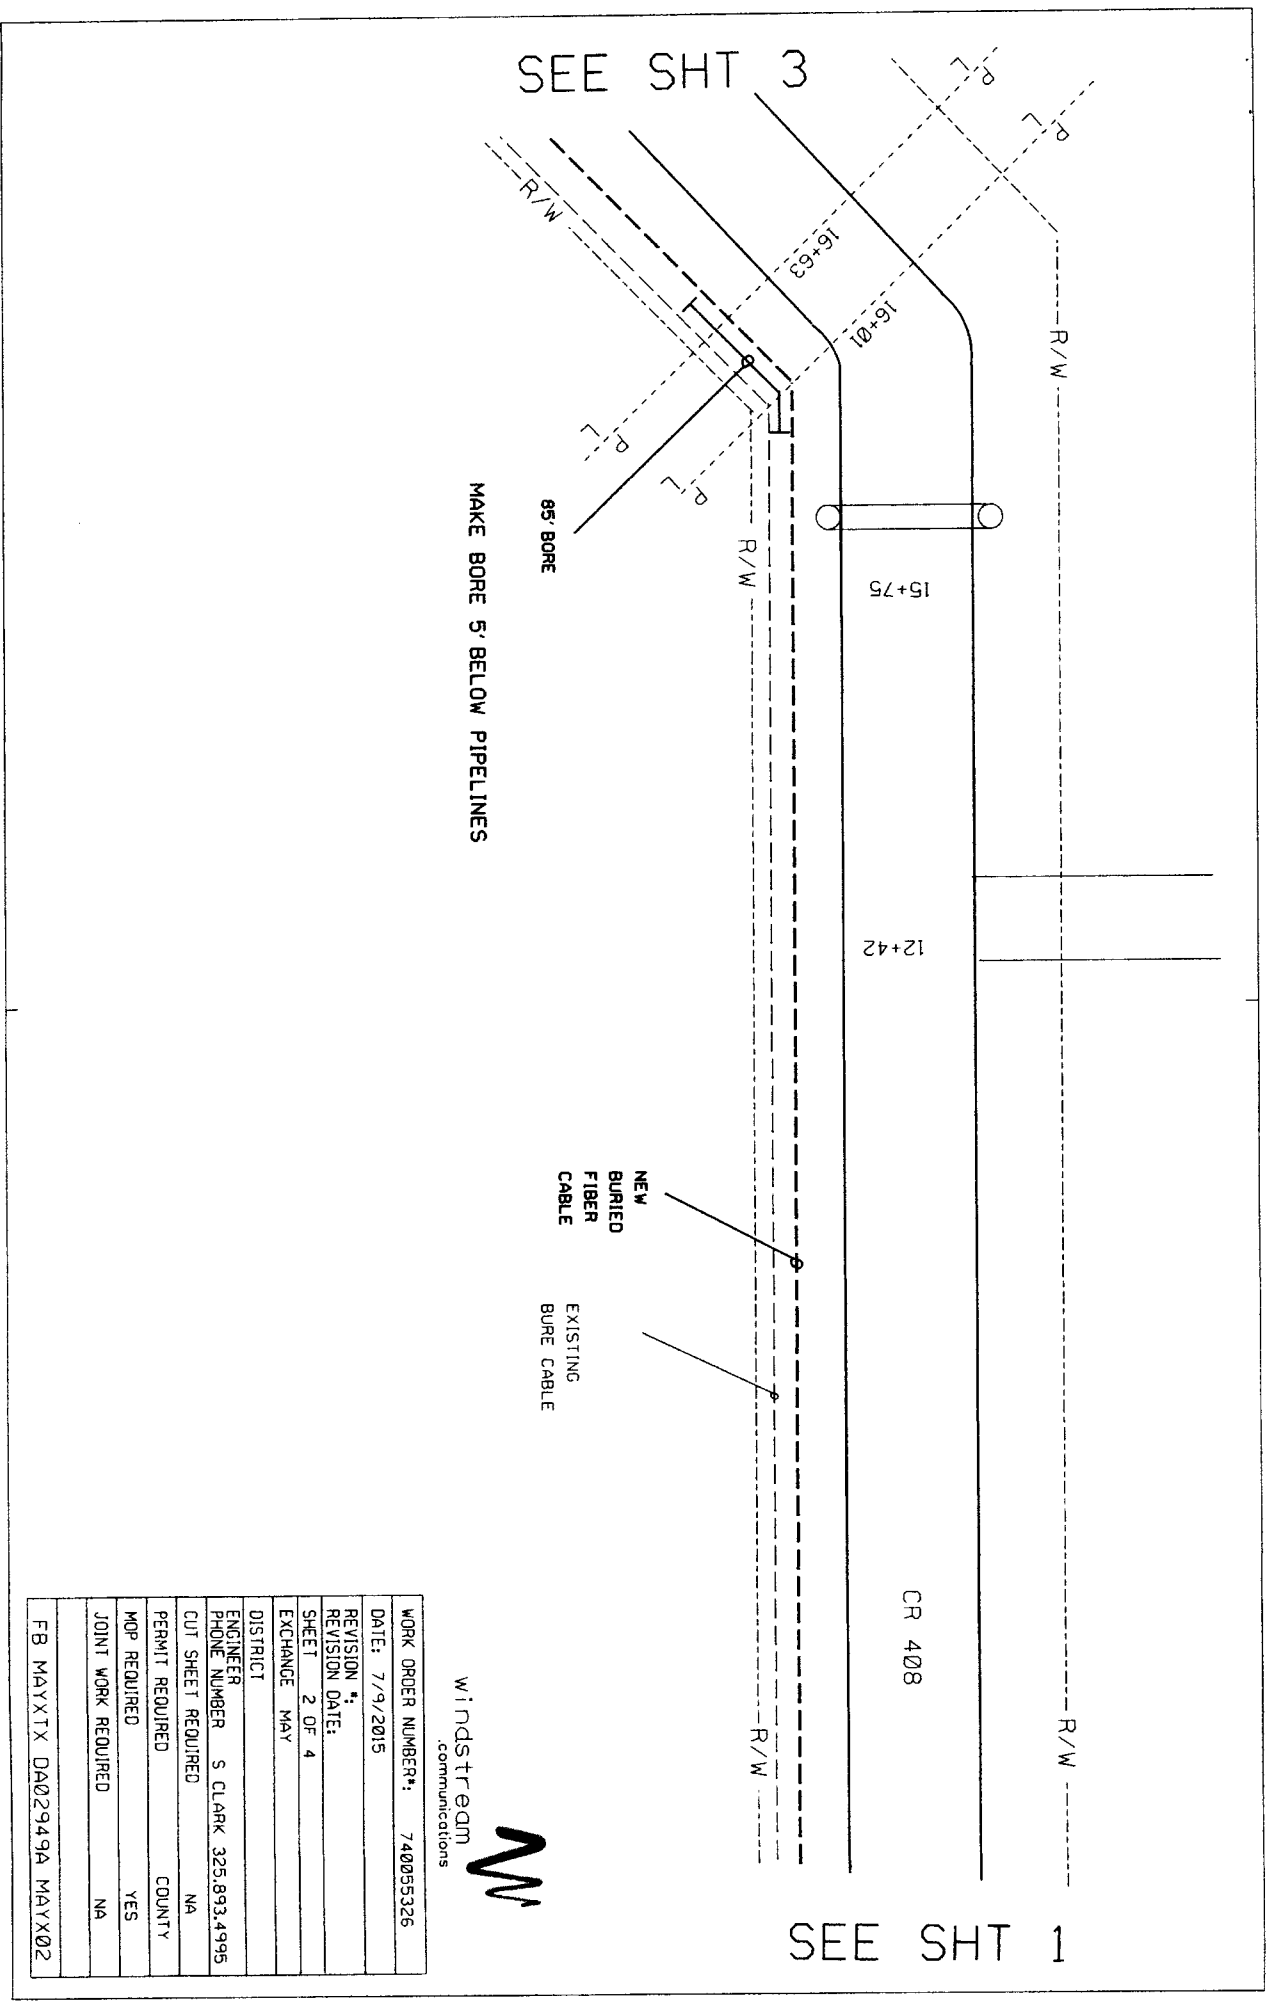 SEE SHT 3
P
L
P
L
R/W
16+63
16+01
R/W
P
L
P
L
85' BORE
MAKE BORE 5' BELOW PIPELINES
R/W
15+75
12+42
NEW
BURIED
FIBER
CABLE
EXISTING
BURE CABLE
CR 408
R/W
R/W
SEE SHT 1
windstream
communications
WORK ORDER NUMBER#: 740055326
DATE: 7/9/2015
REVISION #:
REVISION DATE:
SHEET 2 OF 4
EXCHANGE MAY
DISTRICT
ENGINEER
PHONE NUMBER S CLARK 325.893.4995
CUT SHEET REQUIRED NA
PERMIT REQUIRED COUNTY
MOP REQUIRED YES
JOINT WORK REQUIRED NA
FB MAYXTX DA02949A MAYX02